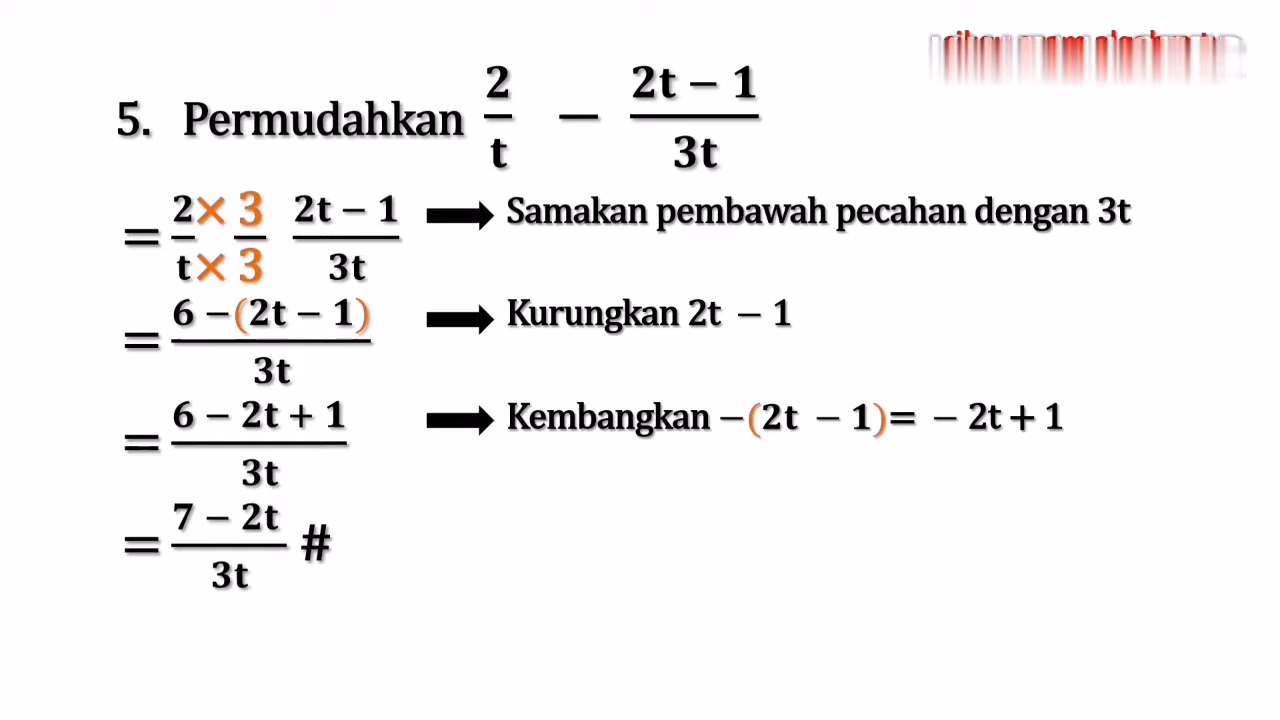 5. Permudahkan 2/t − (2t − 1)/3t
= 2 × 3 / t × 3   2t − 1 / 3t ➡ Samakan pembawah pecahan dengan 3t
= 6 −(2t − 1) / 3t ➡ Kurungkan 2t − 1
= 6 − 2t + 1 / 3t ➡ Kembangkan −(2t − 1)= − 2t + 1
= 7 − 2t / 3t #